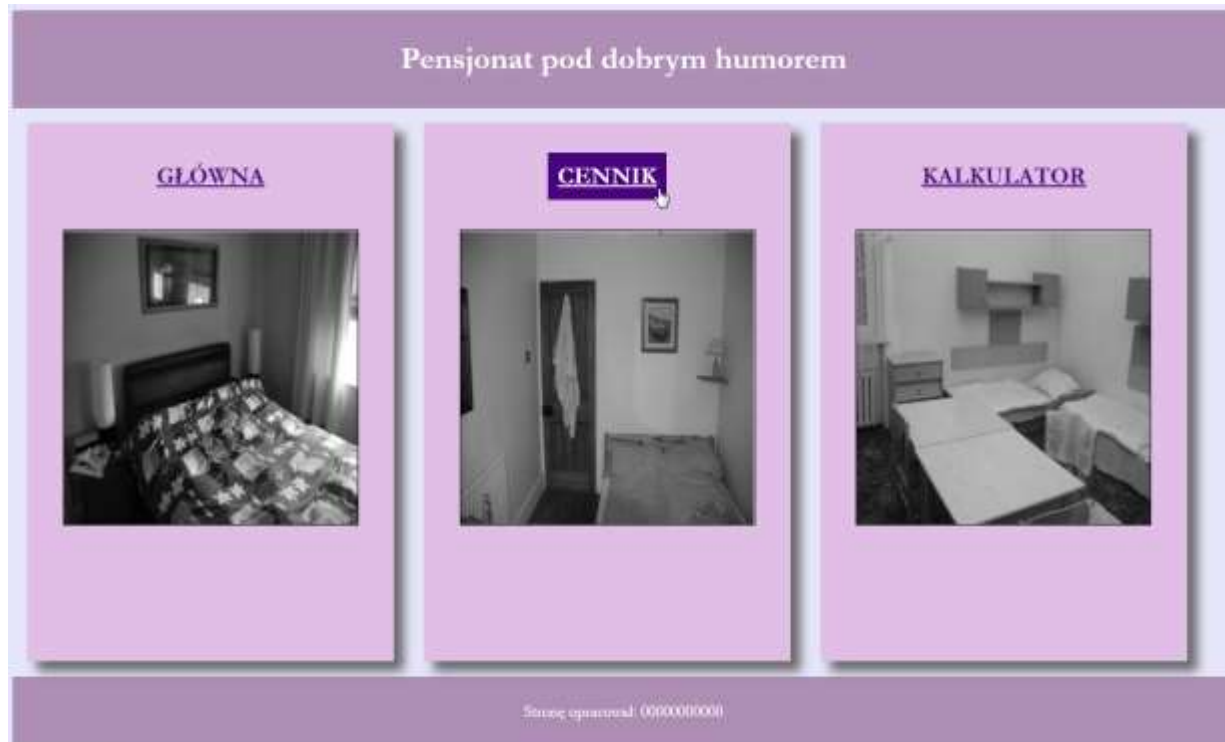 Pensjonat pod dobrym humorem
GŁÓWNA
CENNIK
KALKULATOR
Stronę opracował: 00000000000